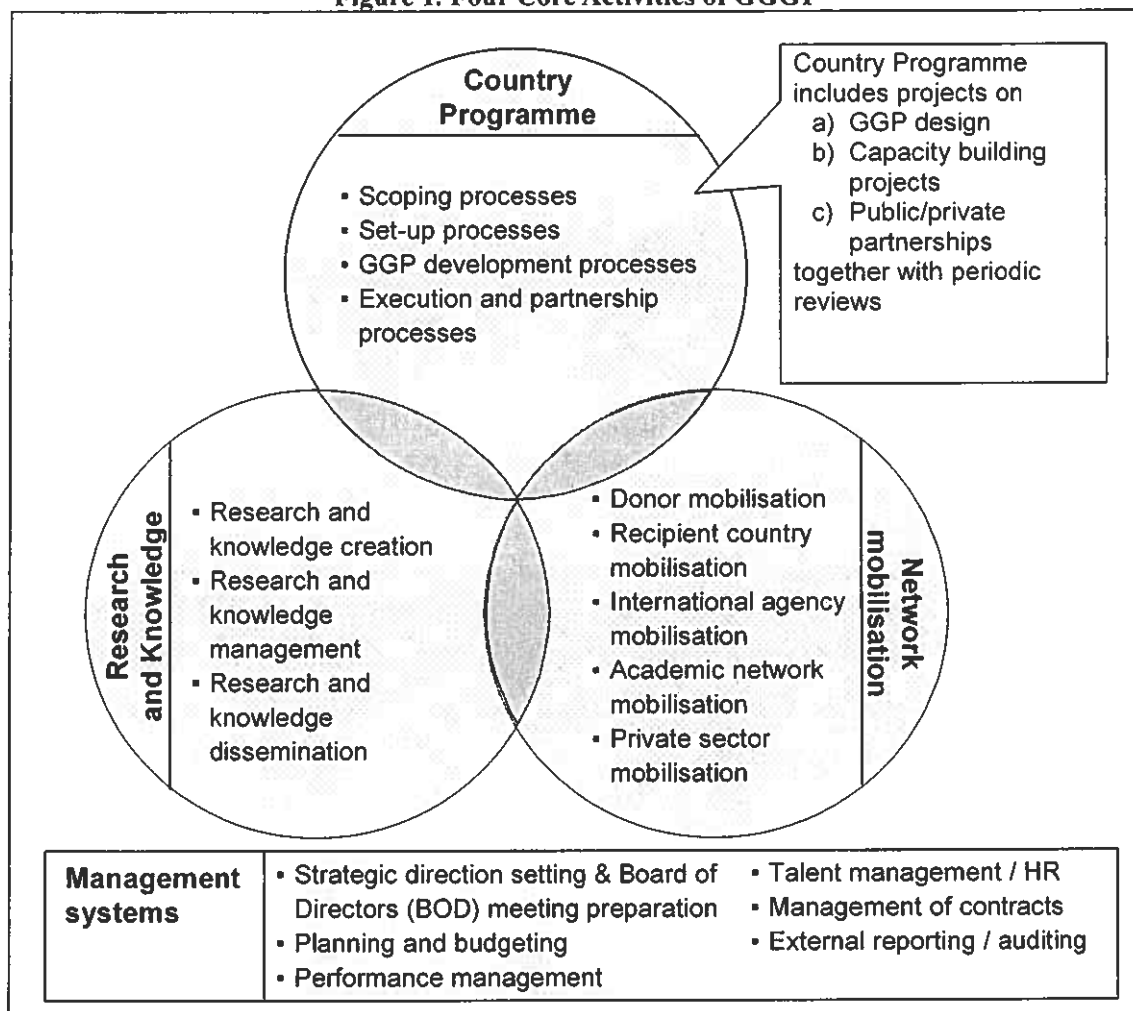 Figure 1. Four Core Activities of GGGI
Country
Programme
▪ Scoping processes
▪ Set-up processes
▪ GGP development processes
▪ Execution and partnership
processes
Country Programme
includes projects on
a) GGP design
b) Capacity building
projects
c) Public/private
partnerships
together with periodic
reviews
Research
and Knowledge
▪ Research and
knowledge creation
▪ Research and
knowledge
management
▪ Research and
knowledge
dissemination
▪ Donor mobilisation
▪ Recipient country
mobilisation
▪ International agency
mobilisation
▪ Academic network
mobilisation
▪ Private sector
mobilisation
Network
mobilisation
Management
systems
▪ Strategic direction setting & Board of
Directors (BOD) meeting preparation
▪ Planning and budgeting
▪ Performance management
▪ Talent management / HR
▪ Management of contracts
▪ External reporting / auditing